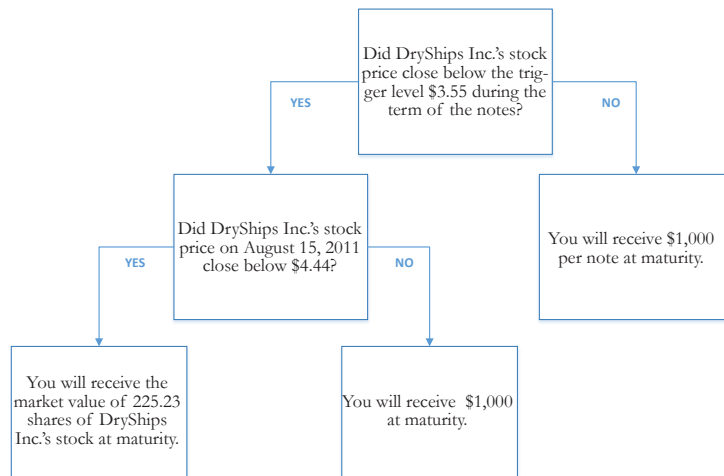 Did DryShips Inc.'s stock
price close below the trig-
ger level $3.55 during the
term of the notes?
YES
NO
Did DryShips Inc.'s stock
price on August 15, 2011
close below $4.44?
You will receive $1,000
per note at maturity.
YES
NO
You will receive the
market value of 225.23
shares of DryShips
Inc.'s stock at maturity.
You will receive  $1,000
at maturity.